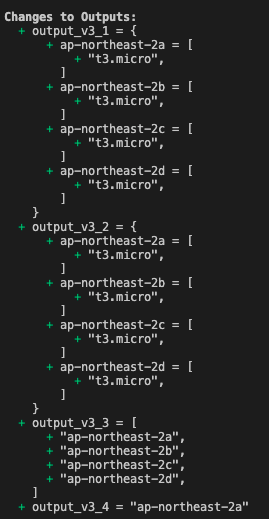 Changes to Outputs:
  + output_v3_1 = {
      + ap-northeast-2a = [
          + "t3.micro",
        ]
      + ap-northeast-2b = [
          + "t3.micro",
        ]
      + ap-northeast-2c = [
          + "t3.micro",
        ]
      + ap-northeast-2d = [
          + "t3.micro",
        ]
    }
  + output_v3_2 = {
      + ap-northeast-2a = [
          + "t3.micro",
        ]
      + ap-northeast-2b = [
          + "t3.micro",
        ]
      + ap-northeast-2c = [
          + "t3.micro",
        ]
      + ap-northeast-2d = [
          + "t3.micro",
        ]
    }
  + output_v3_3 = [
      + "ap-northeast-2a",
      + "ap-northeast-2b",
      + "ap-northeast-2c",
      + "ap-northeast-2d",
    ]
  + output_v3_4 = "ap-northeast-2a"